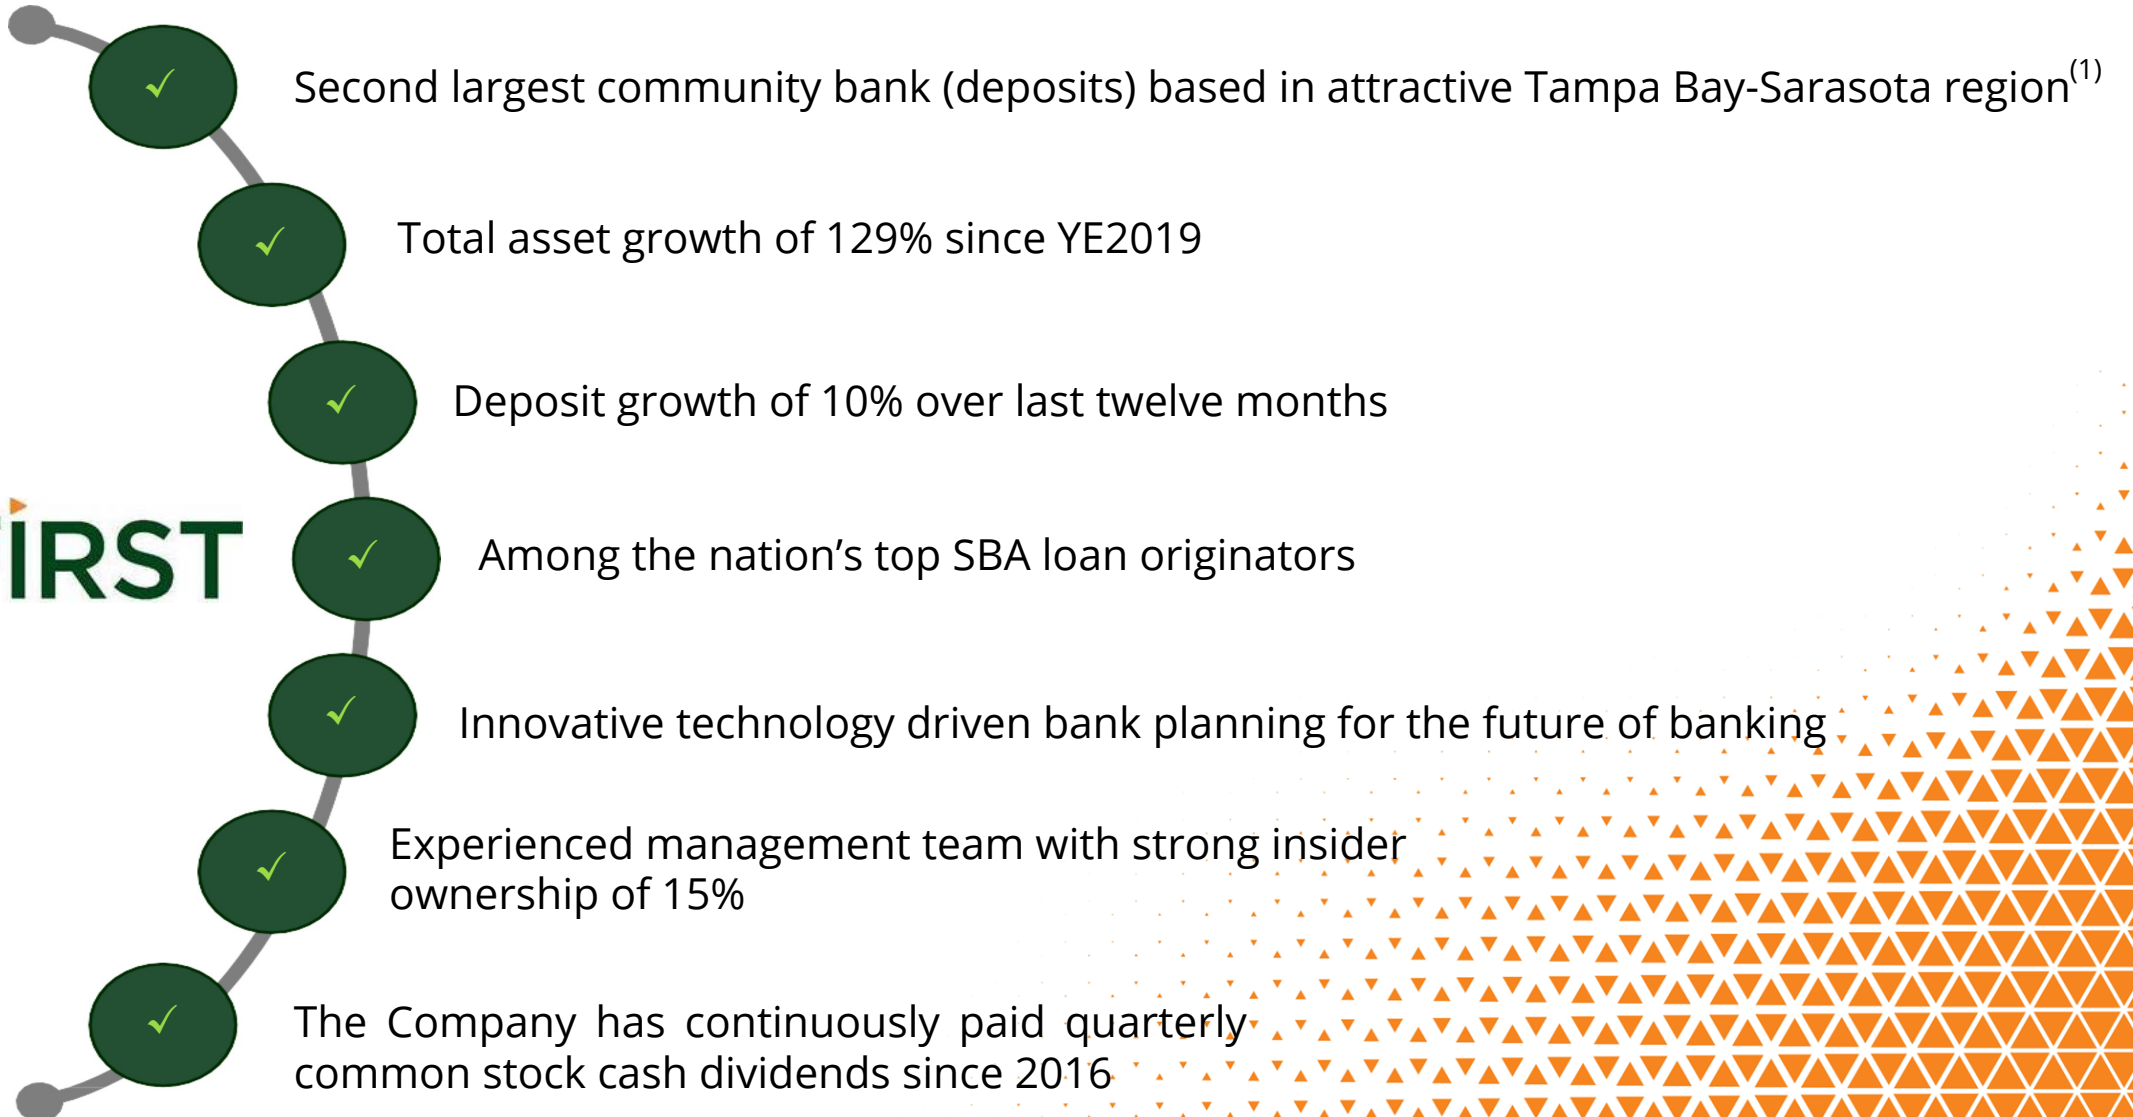 Second largest community bank (deposits) based in attractive Tampa Bay-Sarasota region(1)
Total asset growth of 129% since YE2019
Deposit growth of 10% over last twelve months
FIRST
Among the nation’s top SBA loan originators
Innovative technology driven bank planning for the future of banking
Experienced management team with strong insider
ownership of 15%
The Company has continuously paid quarterly
common stock cash dividends since 2016